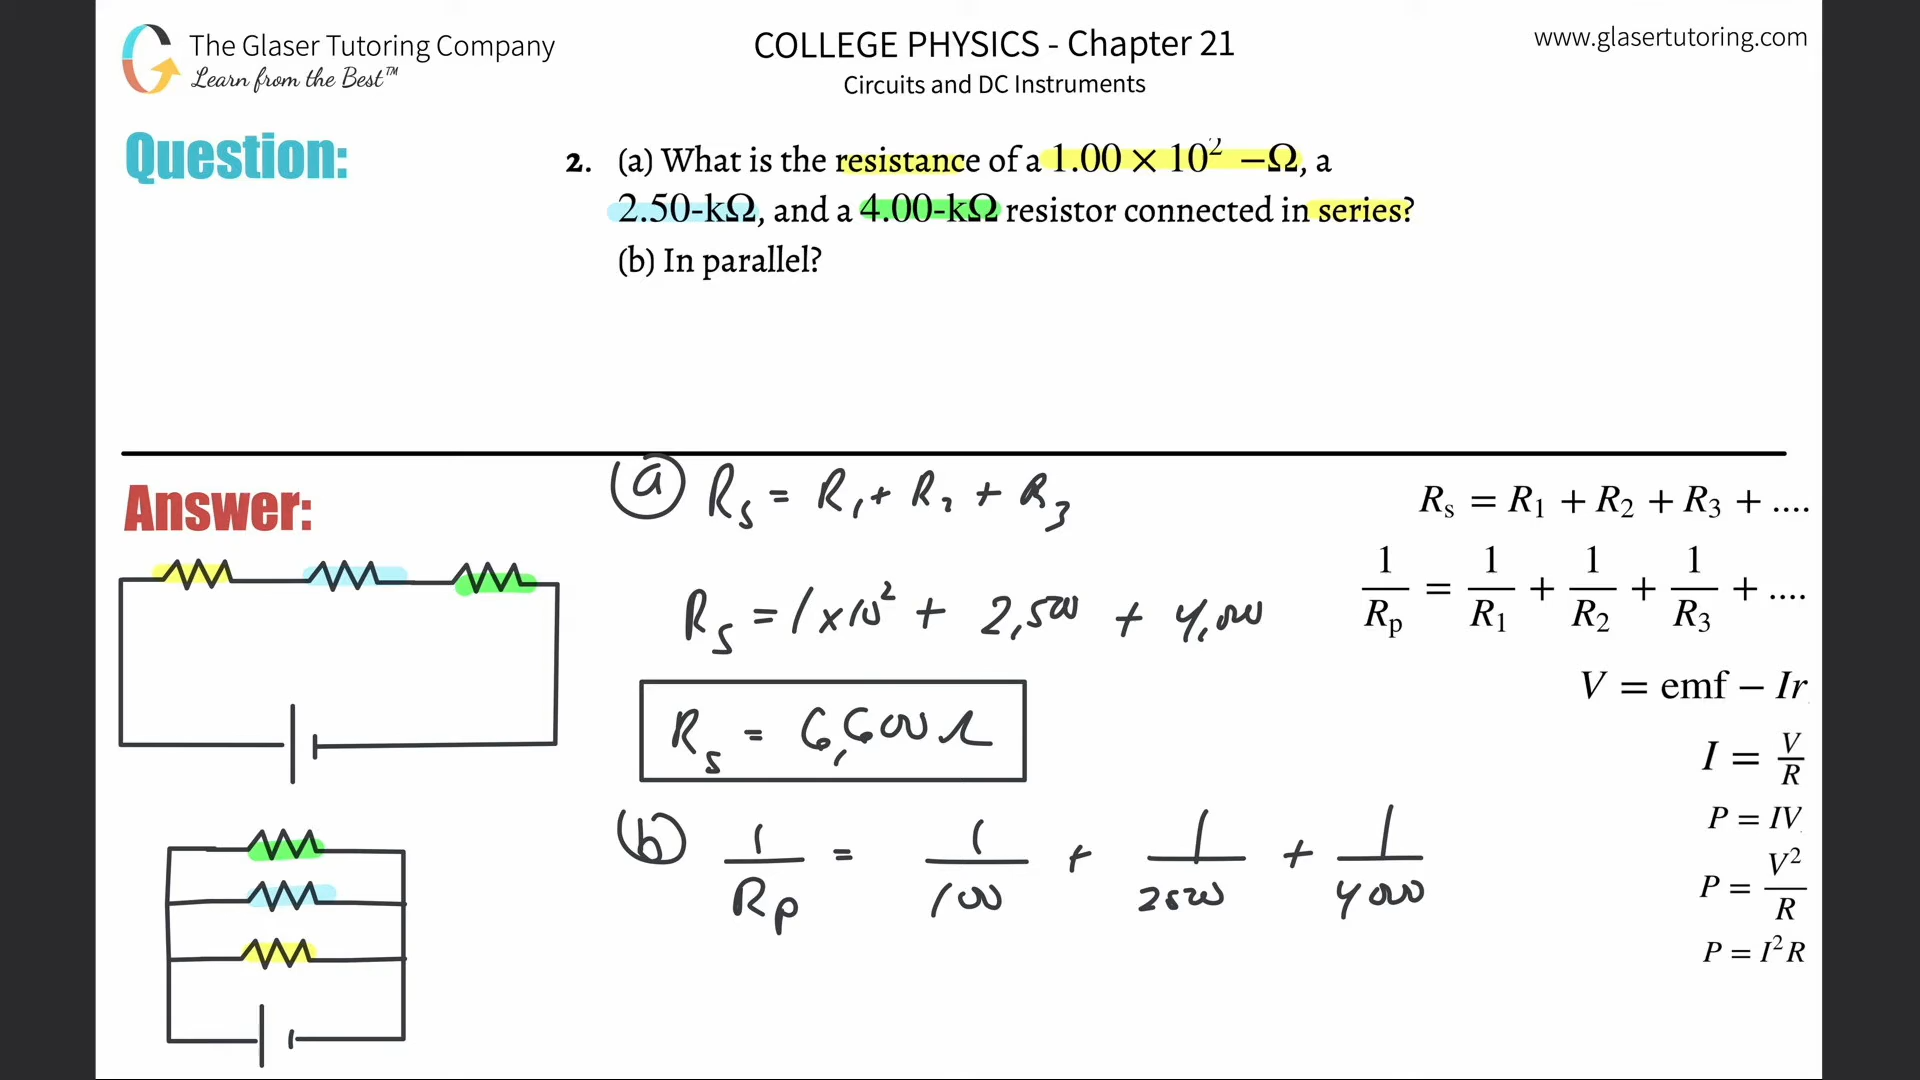 The Glaser Tutoring Company
Learn from the Best™
COLLEGE PHYSICS - Chapter 21
Circuits and DC Instruments
www.glasertutoring.com
Question:
2. (a) What is the resistance of a 1.00 × 10² −Ω, a
2.50-kΩ, and a 4.00-kΩ resistor connected in series?
(b) In parallel?
Answer:
(a) Rs = R1 + R2 + R3
Rs = 1 x 10² + 2,500 + 4,000
Rs = 6,600 Ω
(b) 1/Rp = 1/100 + 1/2500 + 1/4000
Rs = R1 + R2 + R3 + ....
1/Rp = 1/R1 + 1/R2 + 1/R3 + ....
V = emf − Ir
I = V/R
P = IV
P = V²/R
P = I²R